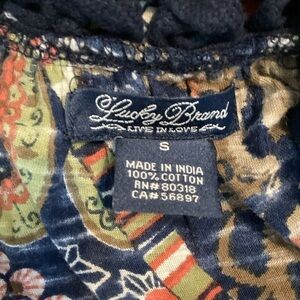 Lucky Brand
LIVE IN LOVE
S
MADE IN INDIA
100% COTTON
RN# 80318
CA# 56897